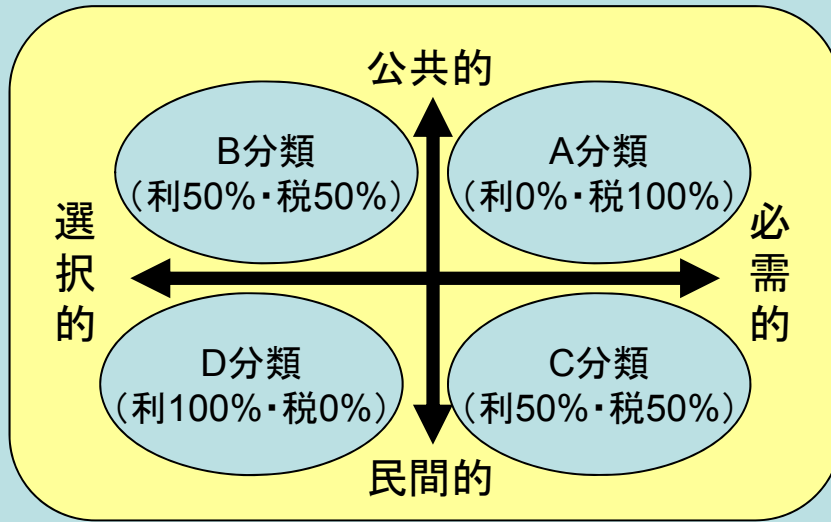 公共的
B分類
（利50%・税50%）
A分類
（利0%・税100%）
選択的
必需的
D分類
（利100%・税0%）
C分類
（利50%・税50%）
民間的